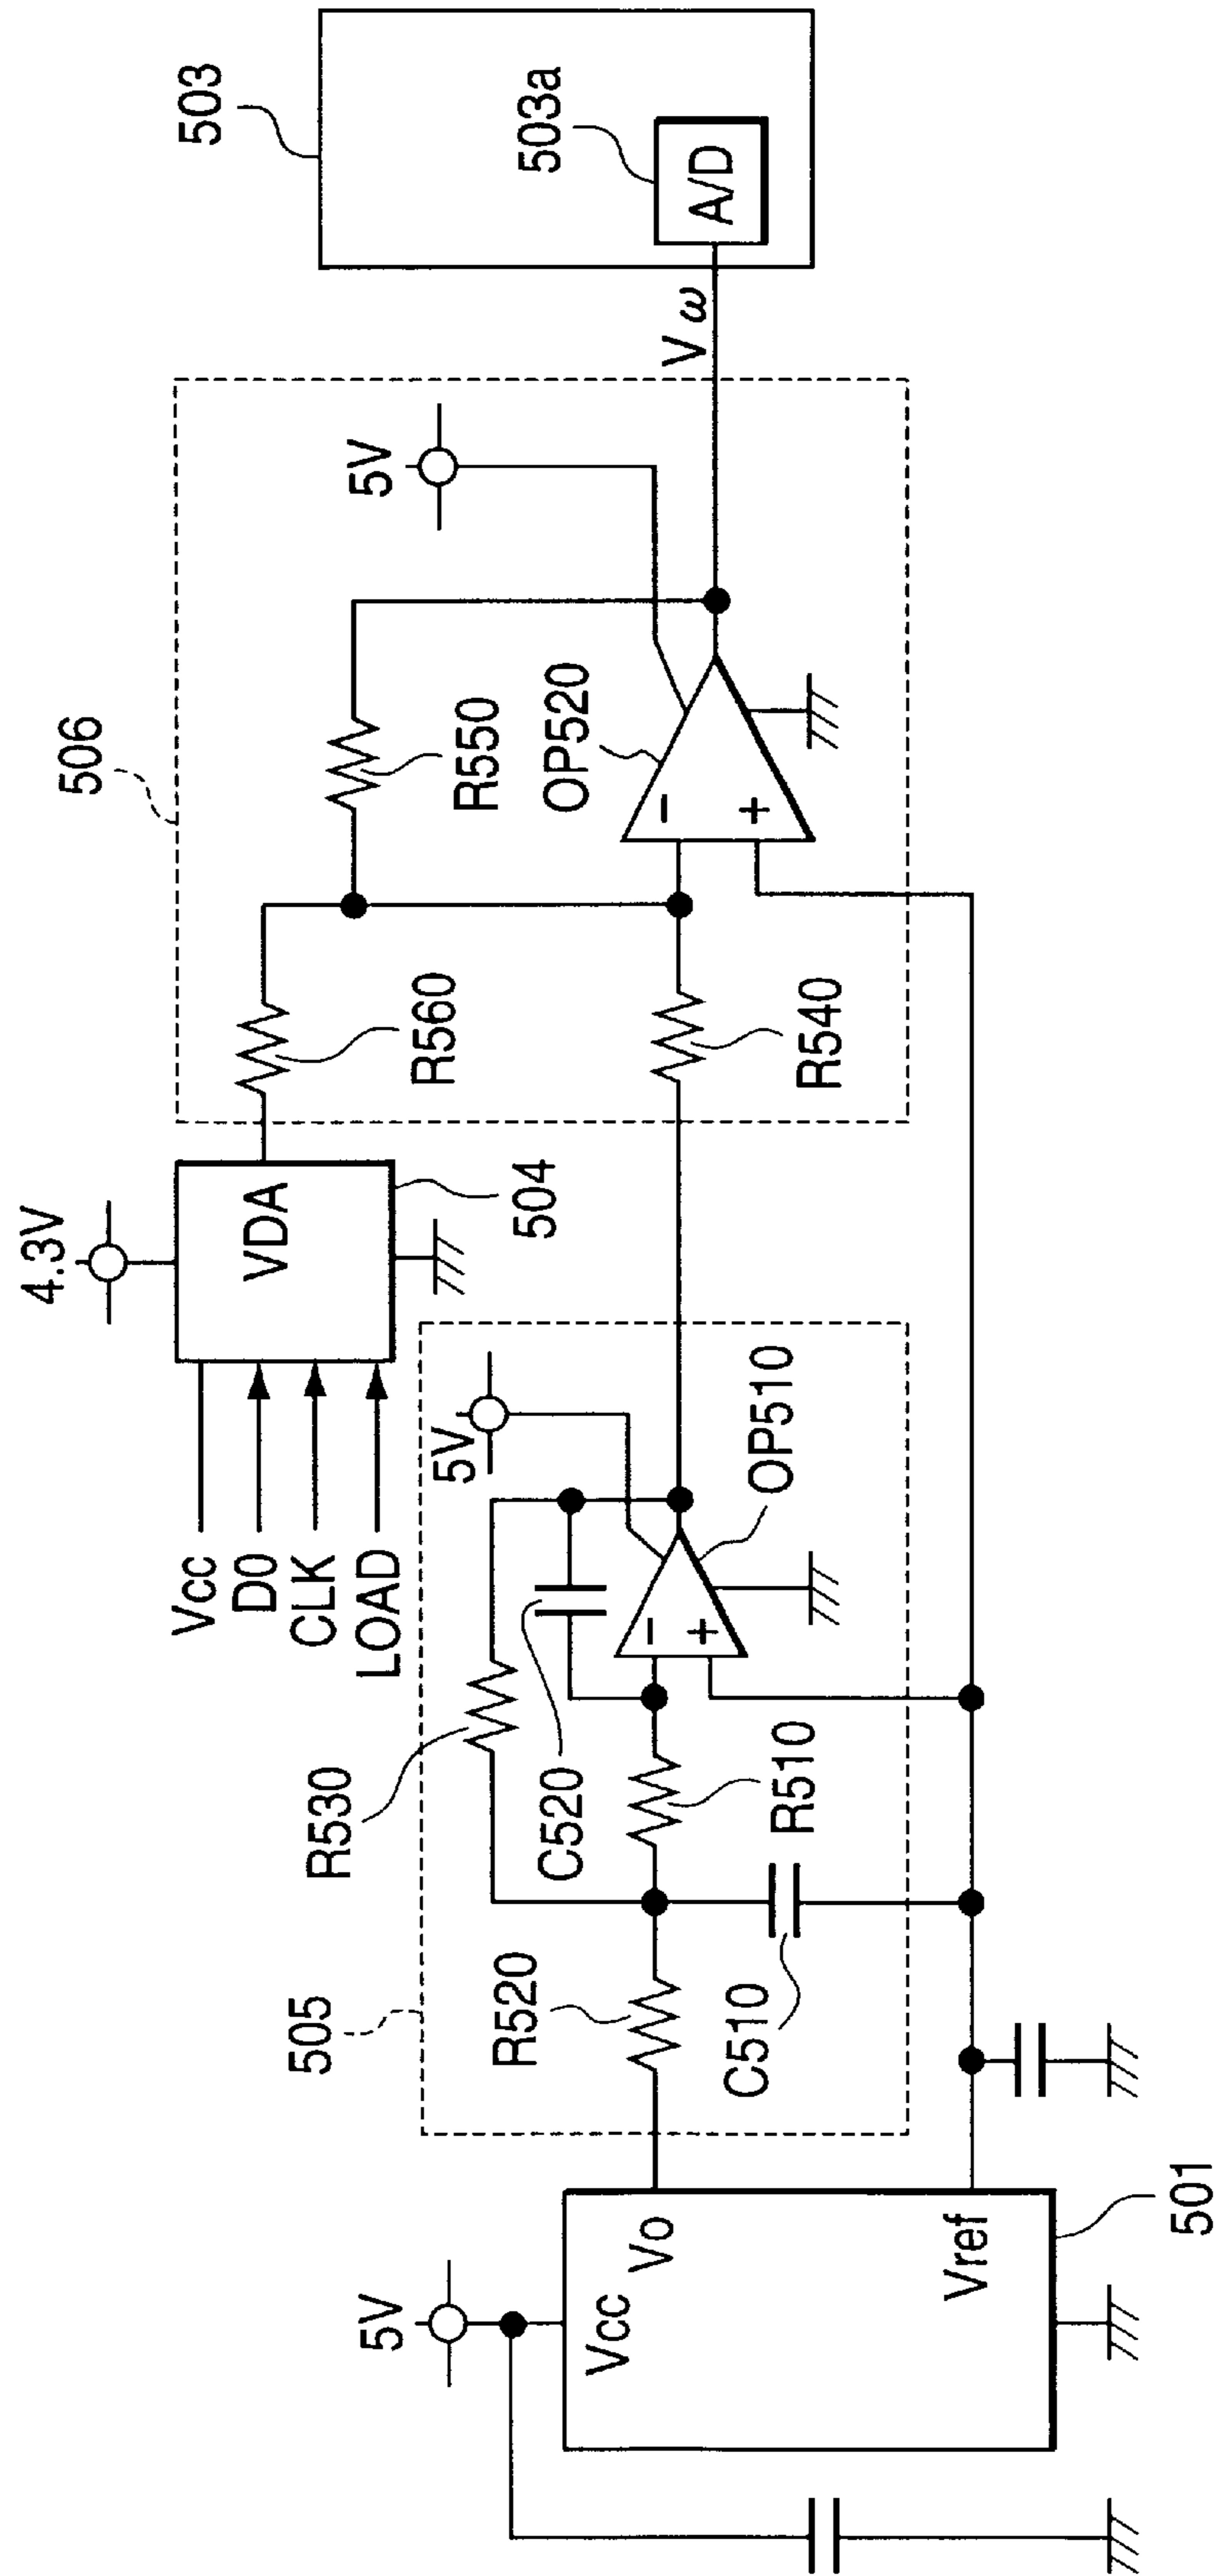 503
503a
A/D
Vω
506
5V
R550
OP520
−
+
R560
R540
4.3V
VDA
504
Vcc
D0
CLK
LOAD
505
5V
OP510
−
+
R530
C520
R510
R520
C510
5V
Vcc
Vo
Vref
501